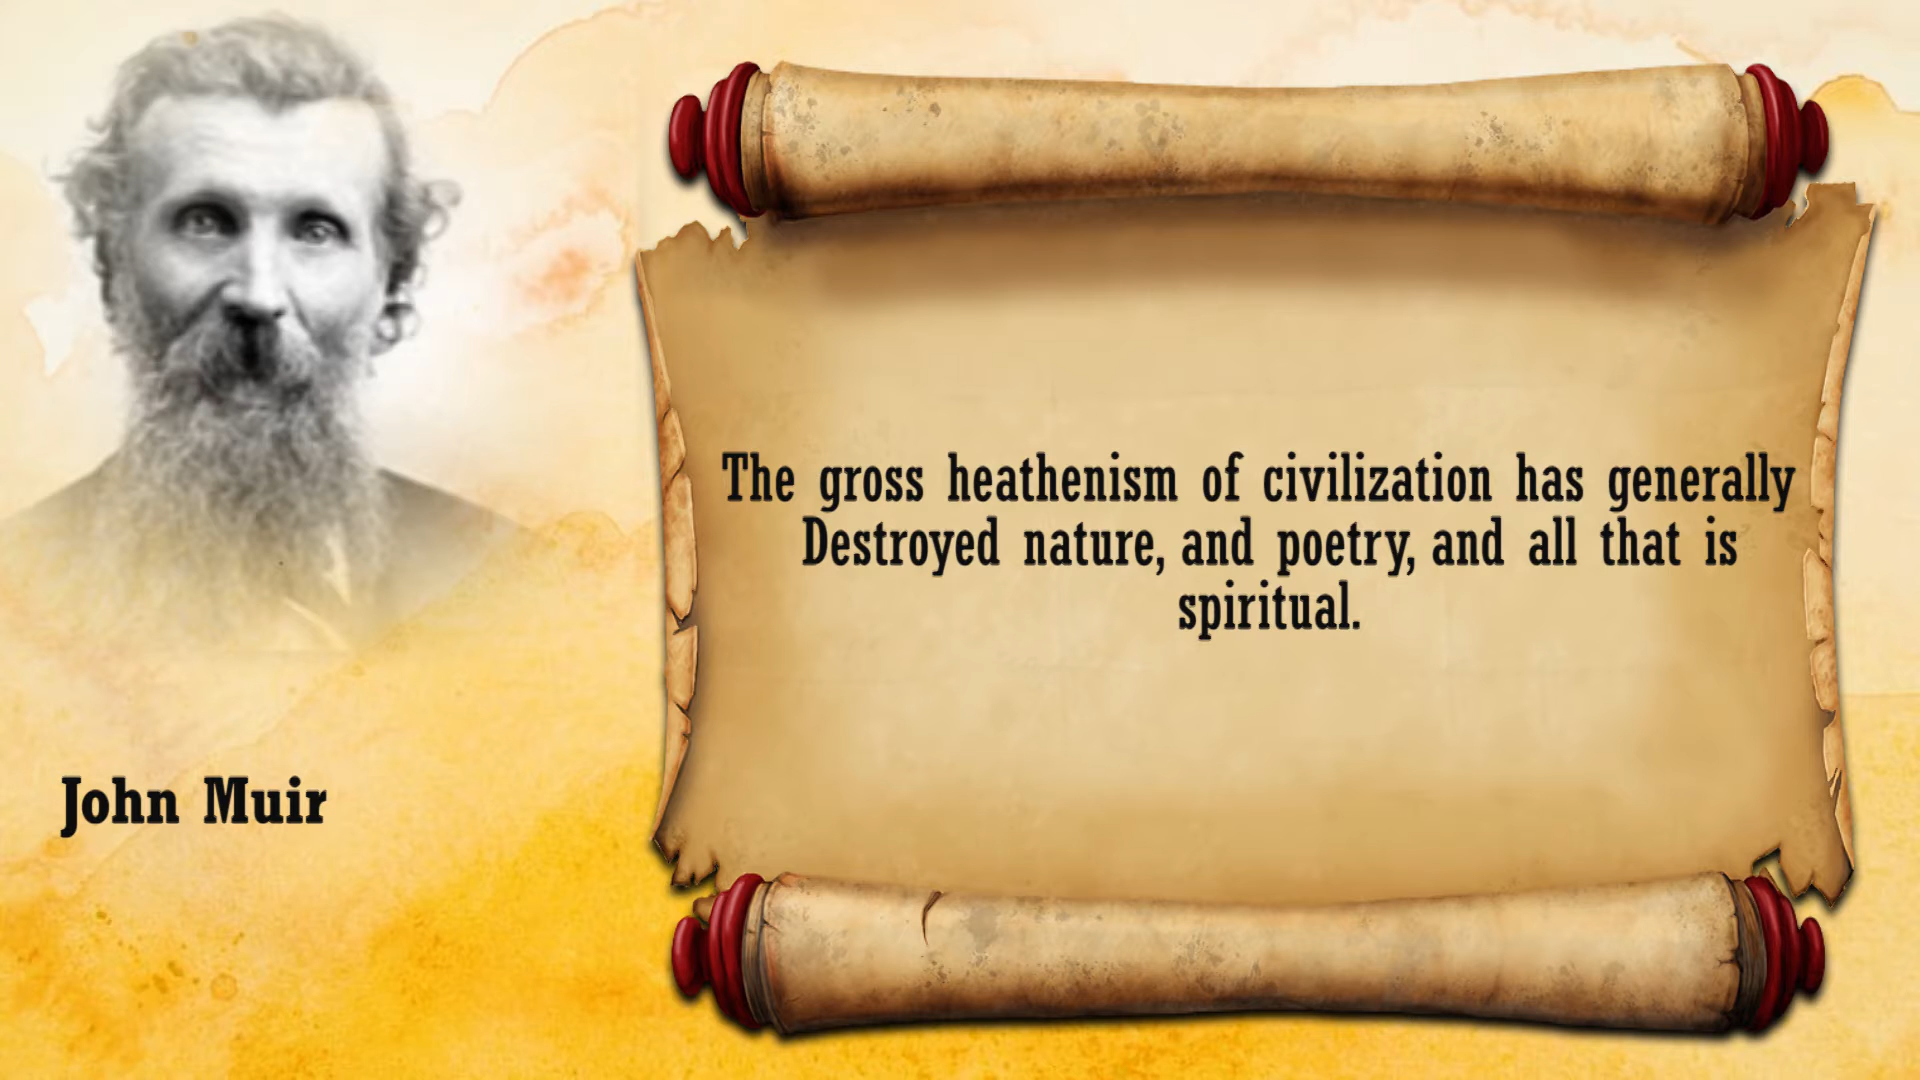 The gross heathenism of civilization has generally
Destroyed nature, and poetry, and all that is
spiritual.
John Muir